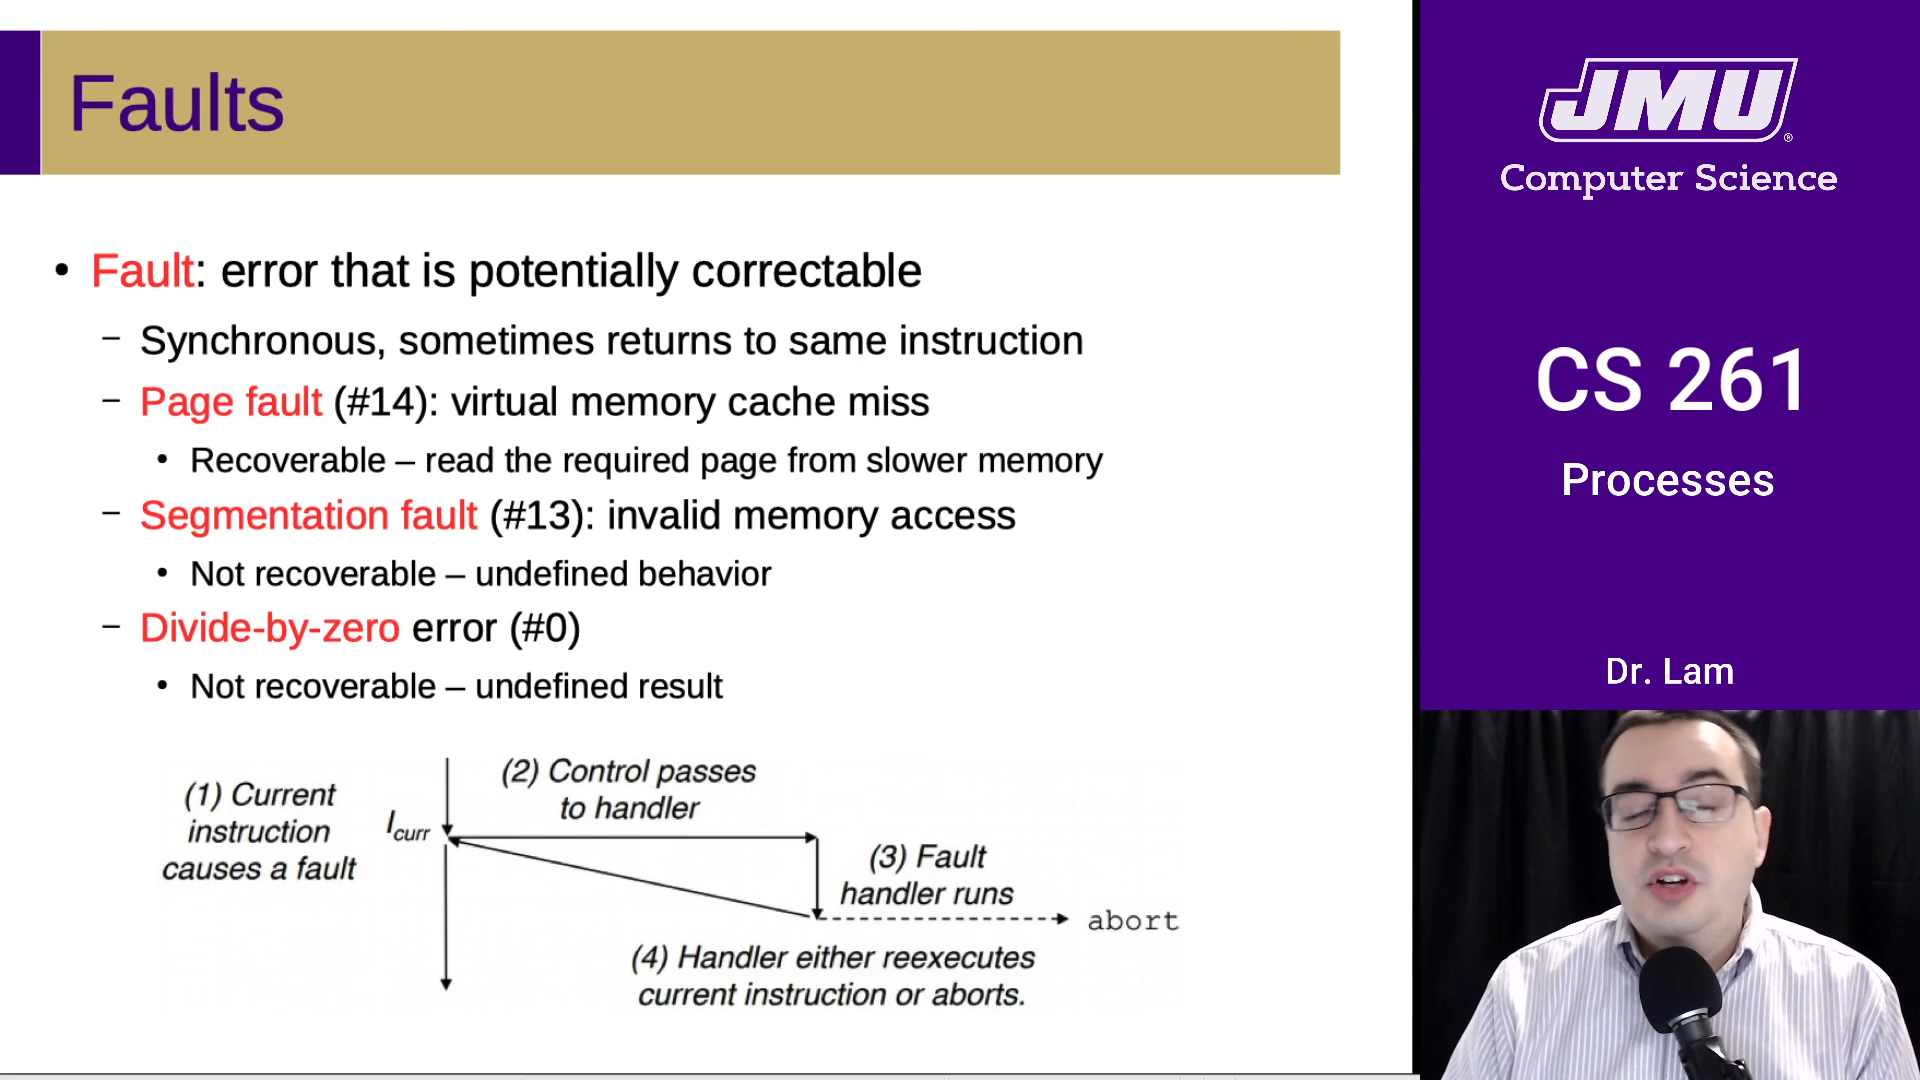 Faults
• Fault: error that is potentially correctable
– Synchronous, sometimes returns to same instruction
– Page fault (#14): virtual memory cache miss
• Recoverable – read the required page from slower memory
– Segmentation fault (#13): invalid memory access
• Not recoverable – undefined behavior
– Divide-by-zero error (#0)
• Not recoverable – undefined result
(1) Current
instruction
causes a fault
Icurr
(2) Control passes
to handler
(3) Fault
handler runs
abort
(4) Handler either reexecutes
current instruction or aborts.
JMU®
Computer Science
CS 261
Processes
Dr. Lam